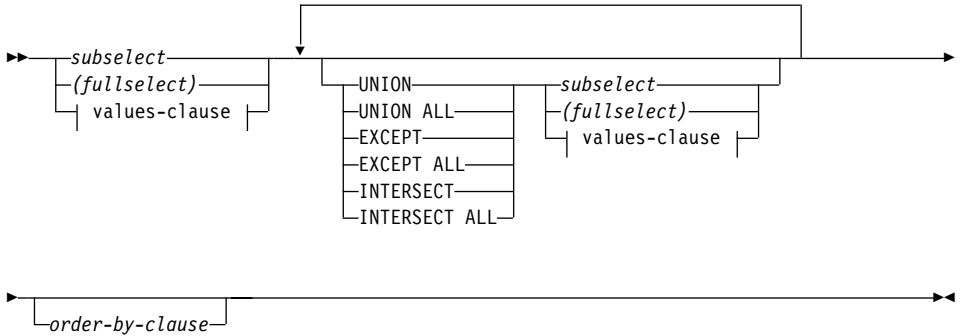 subselect
(fullselect)
values-clause
UNION
UNION ALL
EXCEPT
EXCEPT ALL
INTERSECT
INTERSECT ALL
subselect
(fullselect)
values-clause
order-by-clause